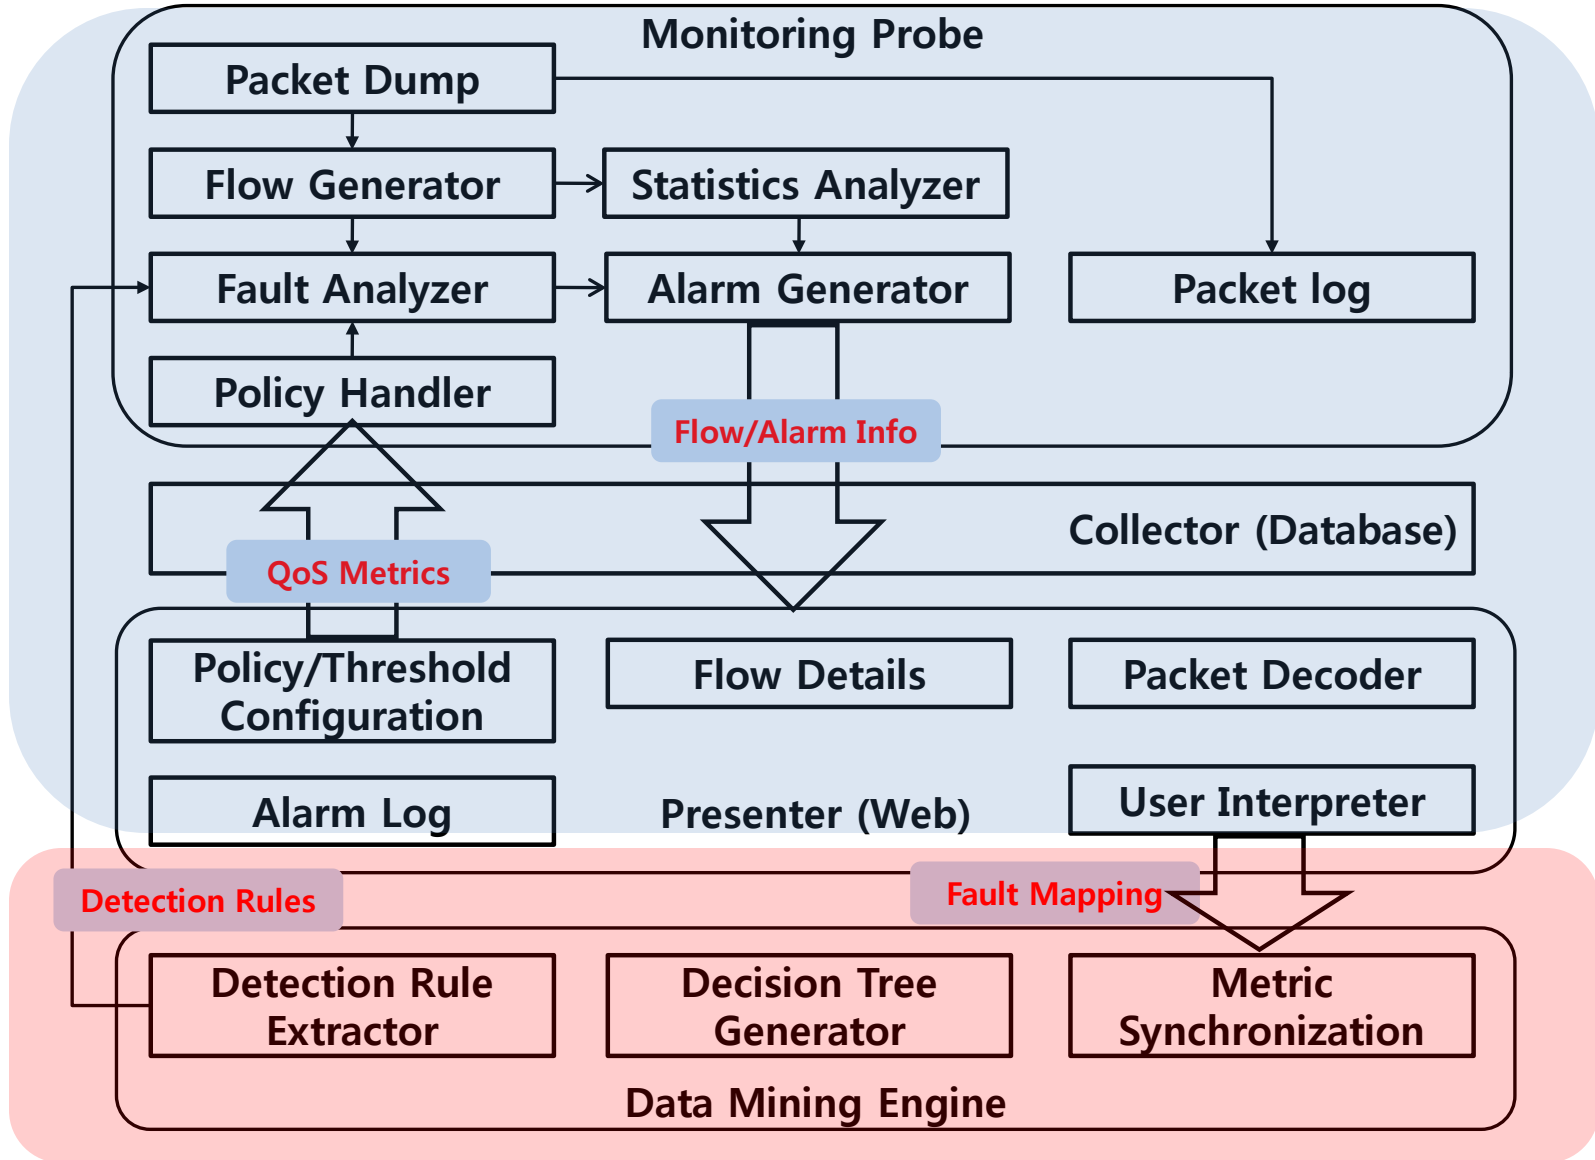 Monitoring Probe
Packet Dump
Flow Generator
Statistics Analyzer
Fault Analyzer
Alarm Generator
Packet log
Policy Handler
Flow/Alarm Info
Collector (Database)
QoS Metrics
Policy/Threshold
Configuration
Flow Details
Packet Decoder
Alarm Log
Presenter (Web)
User Interpreter
Detection Rules
Fault Mapping
Detection Rule
Extractor
Decision Tree
Generator
Metric
Synchronization
Data Mining Engine